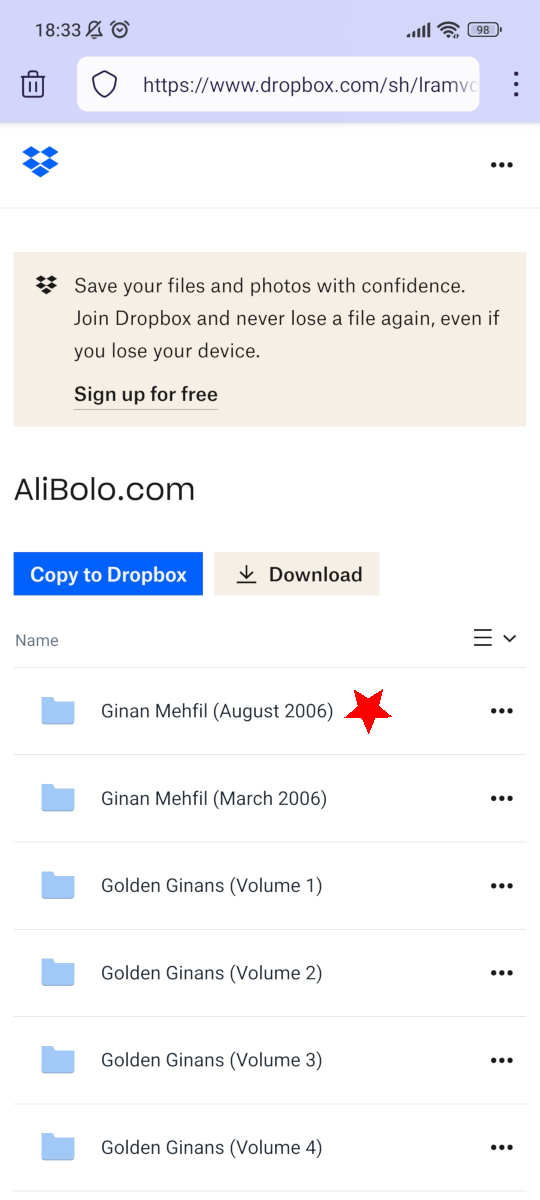 18:33
98
https://www.dropbox.com/sh/lramv
Save your files and photos with confidence.
Join Dropbox and never lose a file again, even if
you lose your device.
Sign up for free
AliBolo.com
Copy to Dropbox
Download
Name
Ginan Mehfil (August 2006)
Ginan Mehfil (March 2006)
Golden Ginans (Volume 1)
Golden Ginans (Volume 2)
Golden Ginans (Volume 3)
Golden Ginans (Volume 4)